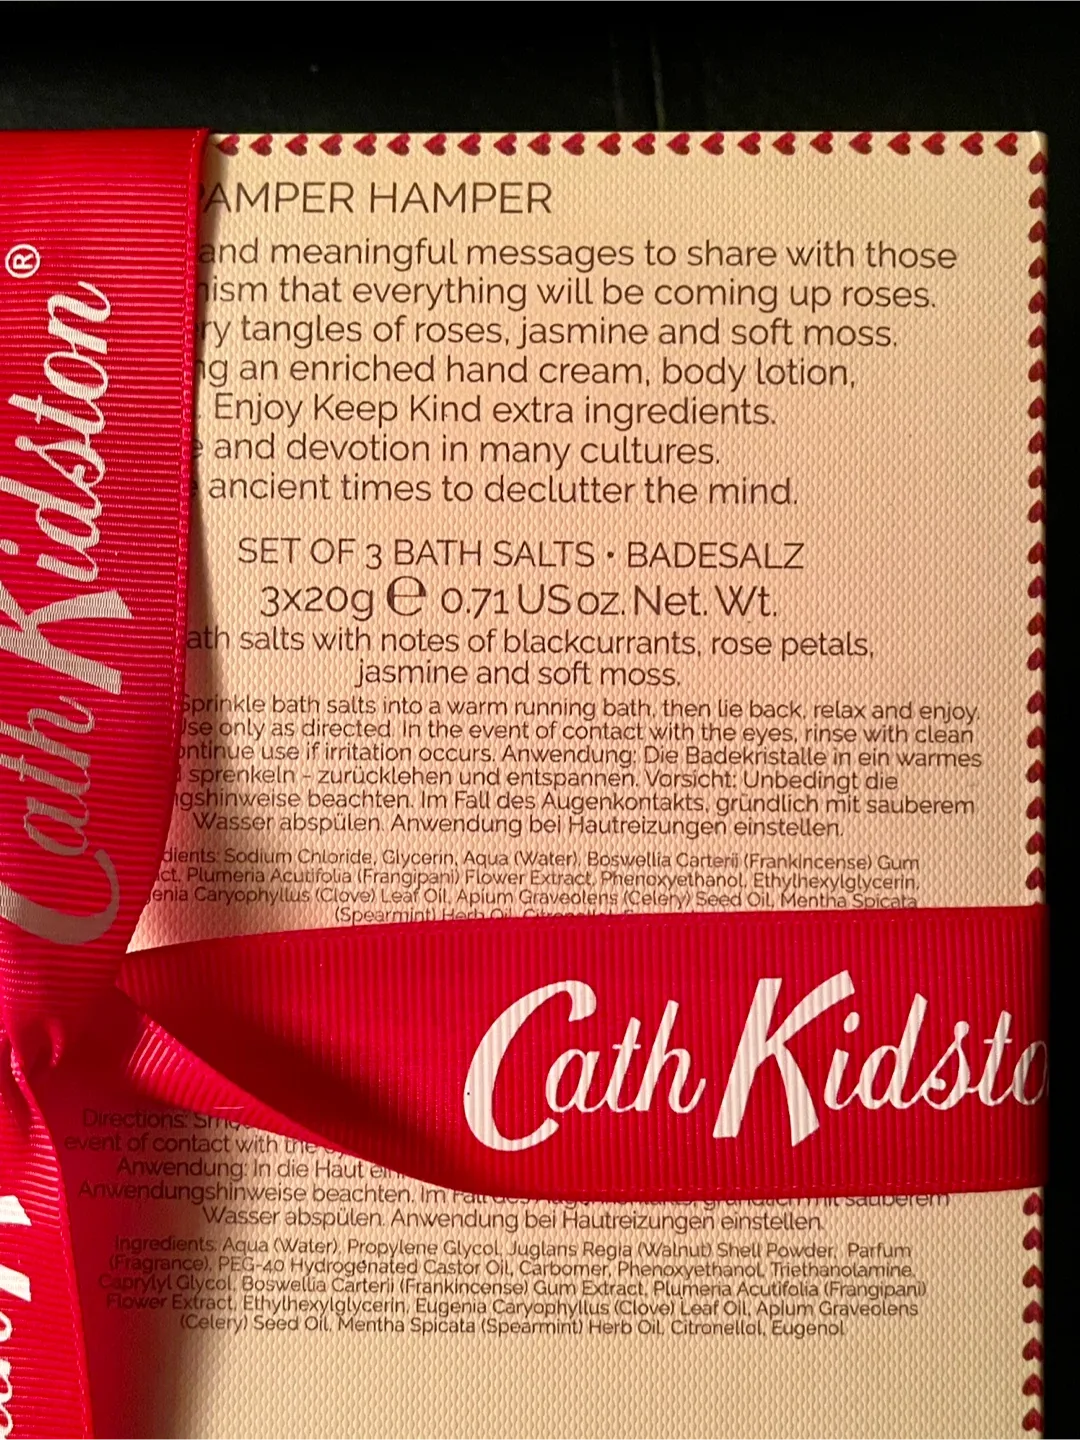 AMPER HAMPER
and meaningful messages to share with those
ism that everything will be coming up roses.
ry tangles of roses, jasmine and soft moss.
g an enriched hand cream, body lotion,
. Enjoy Keep Kind extra ingredients.
and devotion in many cultures.
ancient times to declutter the mind.
SET OF 3 BATH SALTS • BADESALZ
3x20g ℮ 0.71 US oz. Net. Wt.
ath salts with notes of blackcurrants, rose petals,
jasmine and soft moss.
Sprinkle bath salts into a warm running bath, then lie back, relax and enjoy.
Use only as directed. In the event of contact with the eyes, rinse with clean
ontinue use if irritation occurs. Anwendung: Die Badekristalle in ein warmes
sprenkeln - zurücklehen und entspannen. Vorsicht: Unbedingt die
gshinweise beachten. Im Fall des Augenkontakts, gründlich mit sauberem
Wasser abspülen. Anwendung bei Hautreizungen einstellen.
dients: Sodium Chloride, Glycerin, Aqua (Water), Boswellia Carterii (Frankincense) Gum
ct, Plumeria Acutifolia (Frangipani) Flower Extract, Phenoxyethanol, Ethylhexylglycerin,
enia Caryophyllus (Clove) Leaf Oil, Apium Graveolens (Celery) Seed Oil, Mentha Spicata
(Spearmint) Herb Oil,
Cath Kidston®
Cath Kidsto
Directions:
event of contact with the
Anwendung: In die Haut
Anwendungshinweise beachten. Im Fall mit sauberem
Wasser abspülen. Anwendung bei Hautreizungen einstellen.
Ingredients: Aqua (Water), Propylene Glycol, Juglans Regia (Walnut) Shell Powder, Parfum
(Fragrance), PEG-40 Hydrogenated Castor Oil, Carbomer, Phenoxyethanol, Triethanolamine,
Caprylyl Glycol, Boswellia Carterii (Frankincense) Gum Extract, Plumeria Acutifolia (Frangipani)
Flower Extract, Ethylhexylglycerin, Eugenia Caryophyllus (Clove) Leaf Oil, Apium Graveolens
(Celery) Seed Oil, Mentha Spicata (Spearmint) Herb Oil, Citronellol, Eugenol